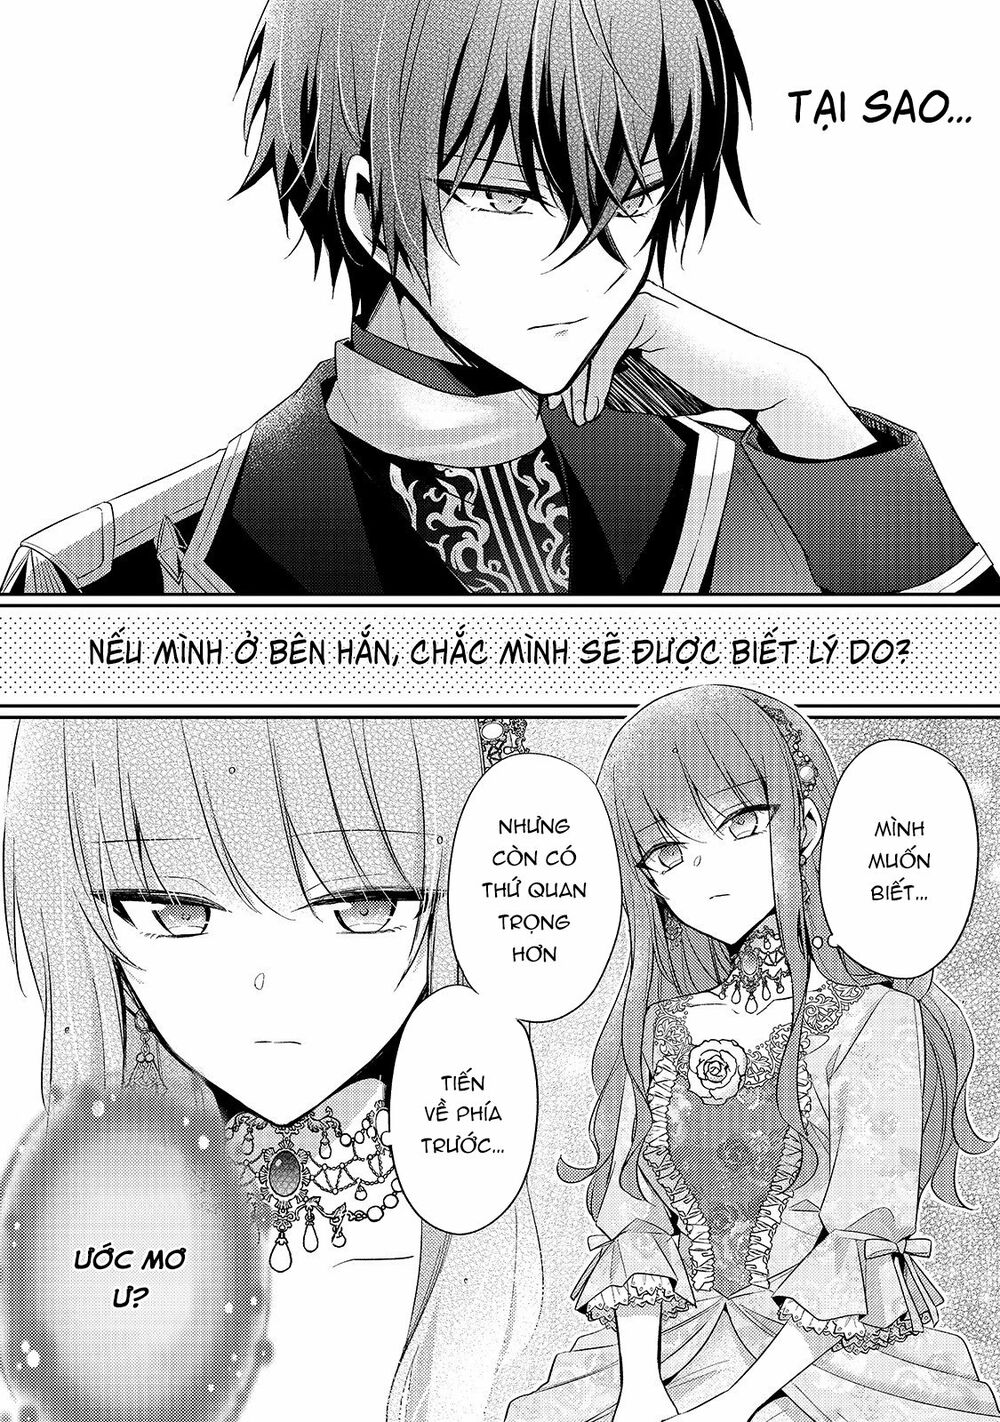 TẠI SAO...
NẾU MÌNH Ở BÊN HẮN, CHẮC MÌNH SẼ ĐƯỢC BIẾT LÝ DO?
MÌNH
MUỐN
BIẾT...
NHƯNG
CÒN CÓ
THỨ QUAN
TRỌNG
HƠN
TIẾN
VỀ PHÍA
TRƯỚC...
ƯỚC MƠ
Ư?